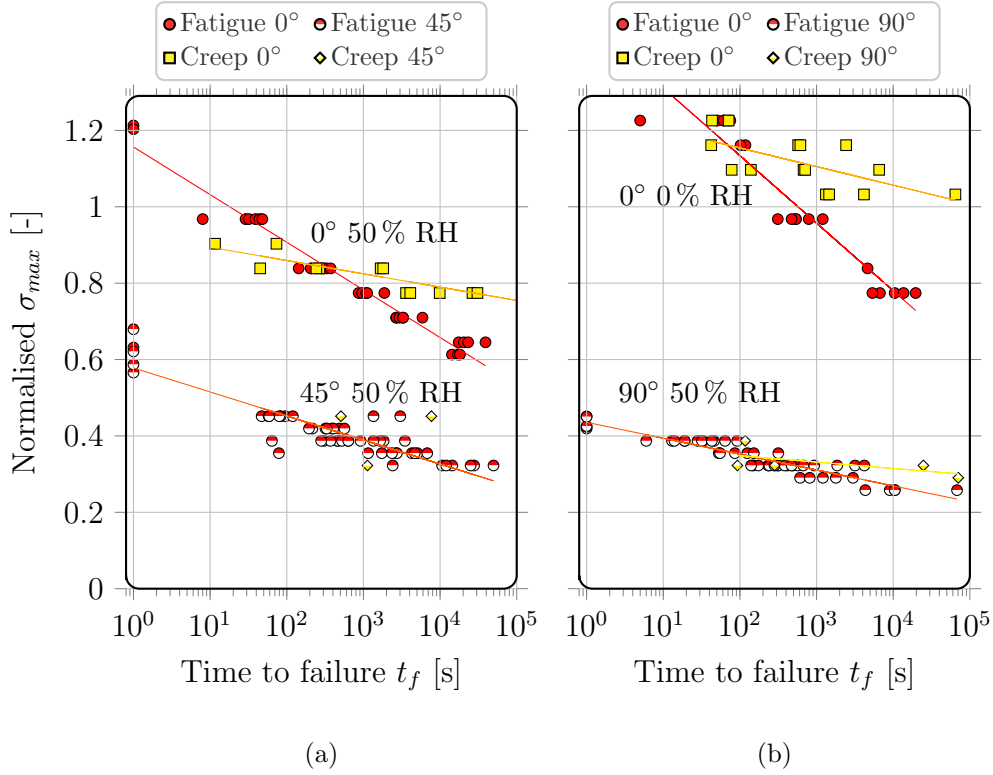 Fatigue 0° Fatigue 45°
Creep 0° Creep 45°
Fatigue 0° Fatigue 90°
Creep 0° Creep 90°
Normalised σmax [-]
1.2
1
0.8
0.6
0.4
0.2
0
0° 50 % RH
45° 50 % RH
10^0 10^1 10^2 10^3 10^4 10^5
Time to failure t_f [s]
(a)
0° 0 % RH
90° 50 % RH
10^0 10^1 10^2 10^3 10^4 10^5
Time to failure t_f [s]
(b)